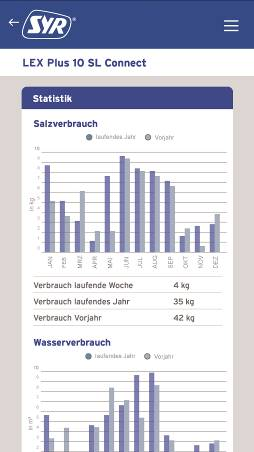 SYR
LEX Plus 10 SL Connect
Statistik
Salzverbrauch
laufendes Jahr Vorjahr
in kg
10
9
8
7
6
5
4
3
2
1
0
JAN FEB MRZ APR MAI JUN JUL AUG SEP OKT NOV DEZ
Verbrauch laufende Woche 4 kg
Verbrauch laufendes Jahr 35 kg
Verbrauch Vorjahr 42 kg
Wasserverbrauch
laufendes Jahr Vorjahr
in m³
10
9
8
7
6
5
4
3